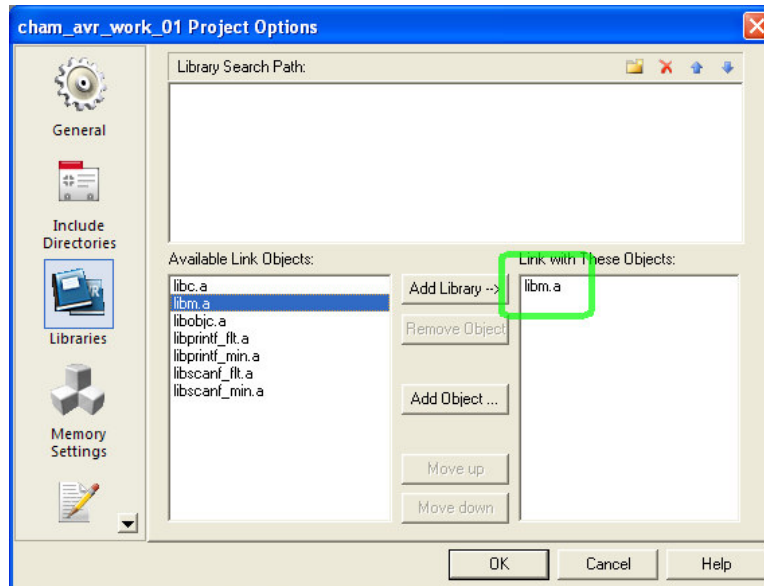 cham_avr_work_01 Project Options
General
Include
Directories
Libraries
Memory
Settings
Library Search Path:
Available Link Objects:
libc.a
libm.a
libobjc.a
libprintf_flt.a
libprintf_min.a
libscanf_flt.a
libscanf_min.a
Add Library -->
Remove Object
Add Object ...
Move up
Move down
Link with These Objects:
libm.a
OK
Cancel
Help